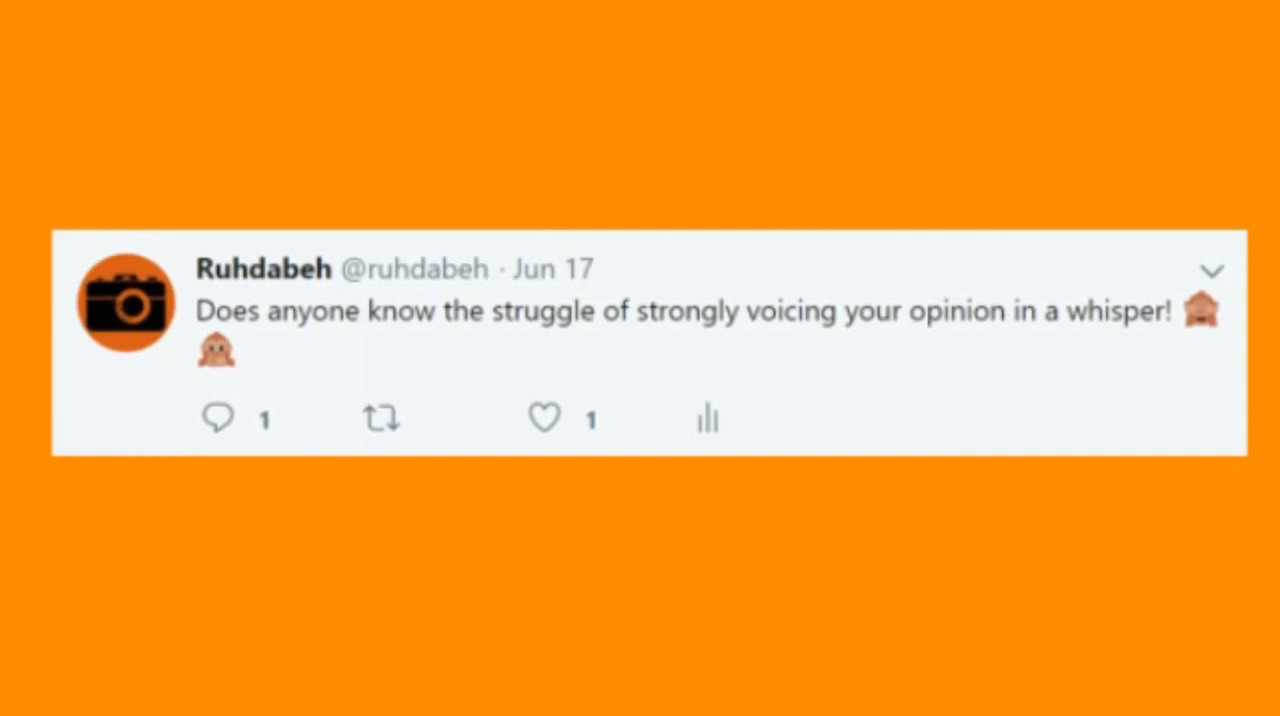 Ruhdabeh @ruhdabeh · Jun 17
Does anyone know the struggle of strongly voicing your opinion in a whisper! 🙈
🙊
1 1